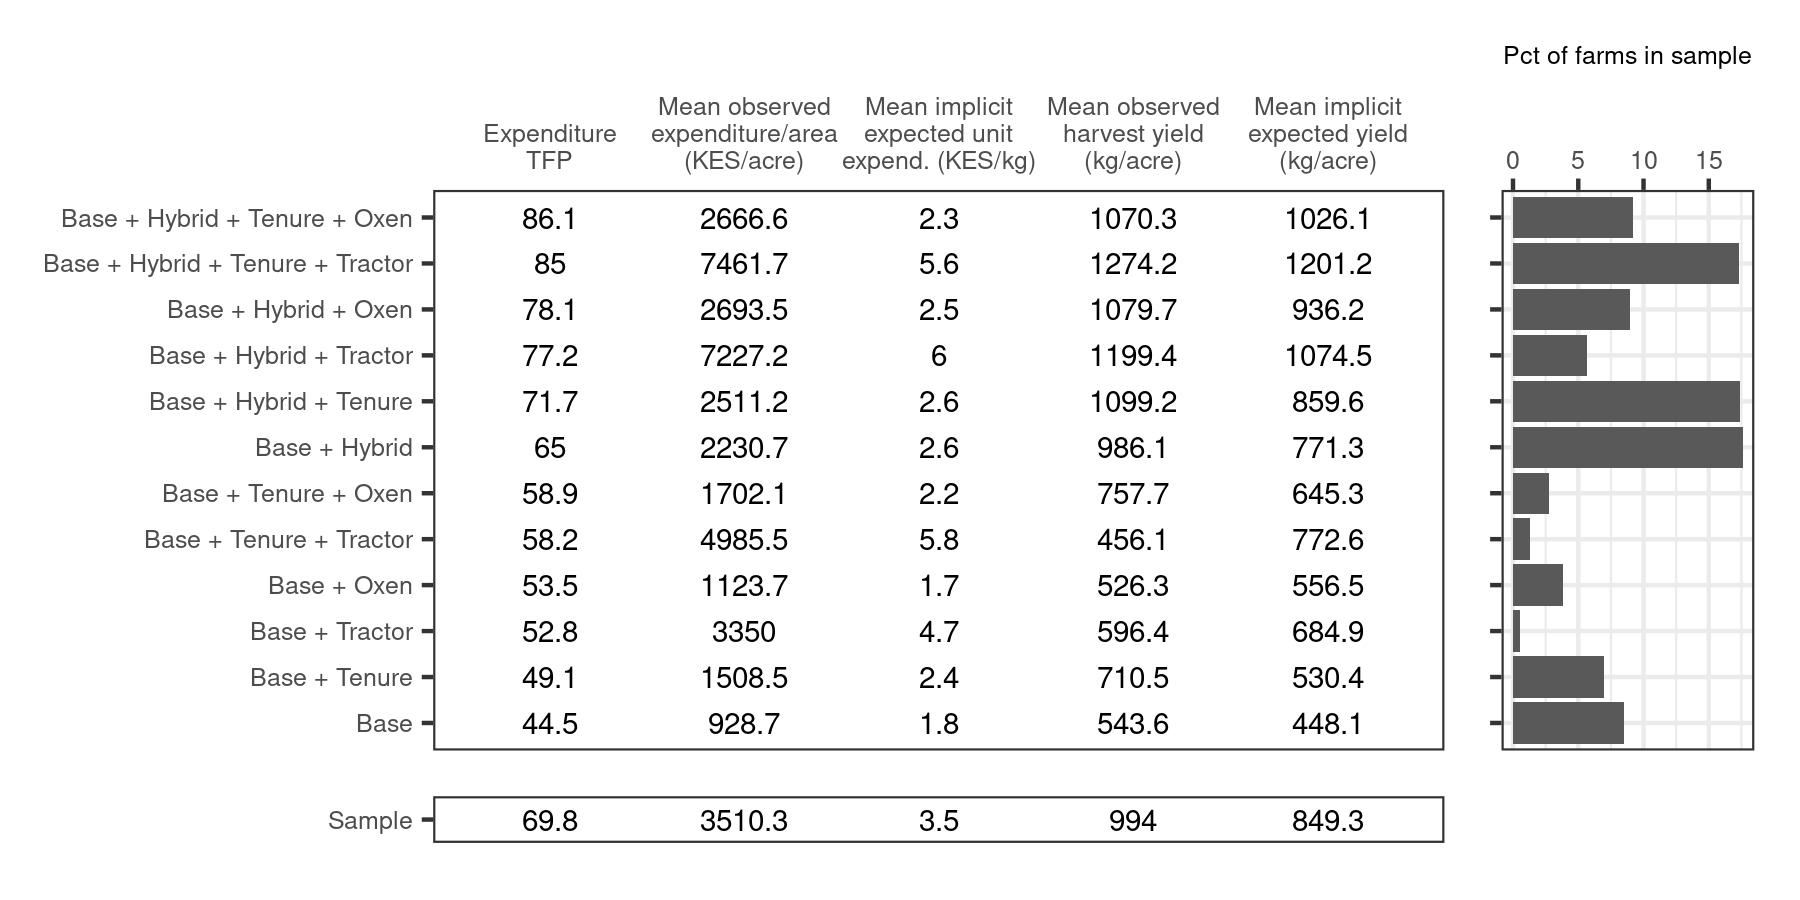 Pct of farms in sample
Expenditure TFP
Mean observed expenditure/area (KES/acre)
Mean implicit expected unit expend. (KES/kg)
Mean observed harvest yield (kg/acre)
Mean implicit expected yield (kg/acre)
0 5 10 15
Base + Hybrid + Tenure + Oxen 86.1 2666.6 2.3 1070.3 1026.1
Base + Hybrid + Tenure + Tractor 85 7461.7 5.6 1274.2 1201.2
Base + Hybrid + Oxen 78.1 2693.5 2.5 1079.7 936.2
Base + Hybrid + Tractor 77.2 7227.2 6 1199.4 1074.5
Base + Hybrid + Tenure 71.7 2511.2 2.6 1099.2 859.6
Base + Hybrid 65 2230.7 2.6 986.1 771.3
Base + Tenure + Oxen 58.9 1702.1 2.2 757.7 645.3
Base + Tenure + Tractor 58.2 4985.5 5.8 456.1 772.6
Base + Oxen 53.5 1123.7 1.7 526.3 556.5
Base + Tractor 52.8 3350 4.7 596.4 684.9
Base + Tenure 49.1 1508.5 2.4 710.5 530.4
Base 44.5 928.7 1.8 543.6 448.1
Sample 69.8 3510.3 3.5 994 849.3